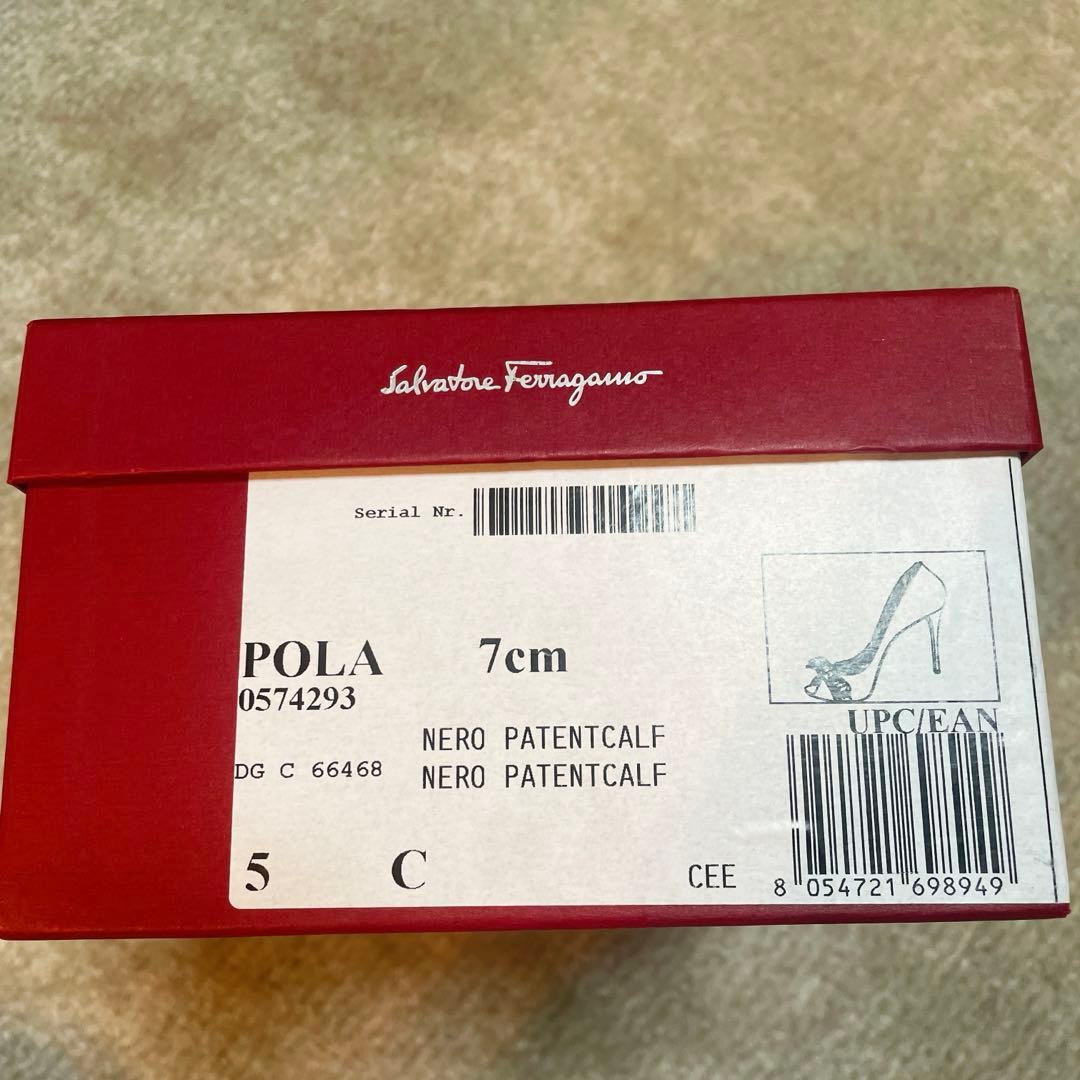 Salvatore Ferragamo
Serial Nr.
POLA 7cm
0574293
UPC/EAN
NERO PATENTCALF
DG C 66468 NERO PATENTCALF
5 C CEE
8 054721 698949